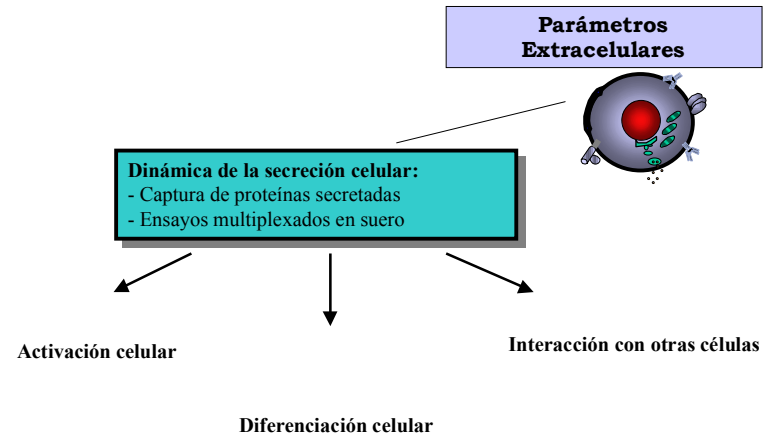 Parámetros
Extracelulares
Dinámica de la secreción celular:
- Captura de proteínas secretadas
- Ensayos multiplexados en suero
Activación celular
Interacción con otras células
Diferenciación celular